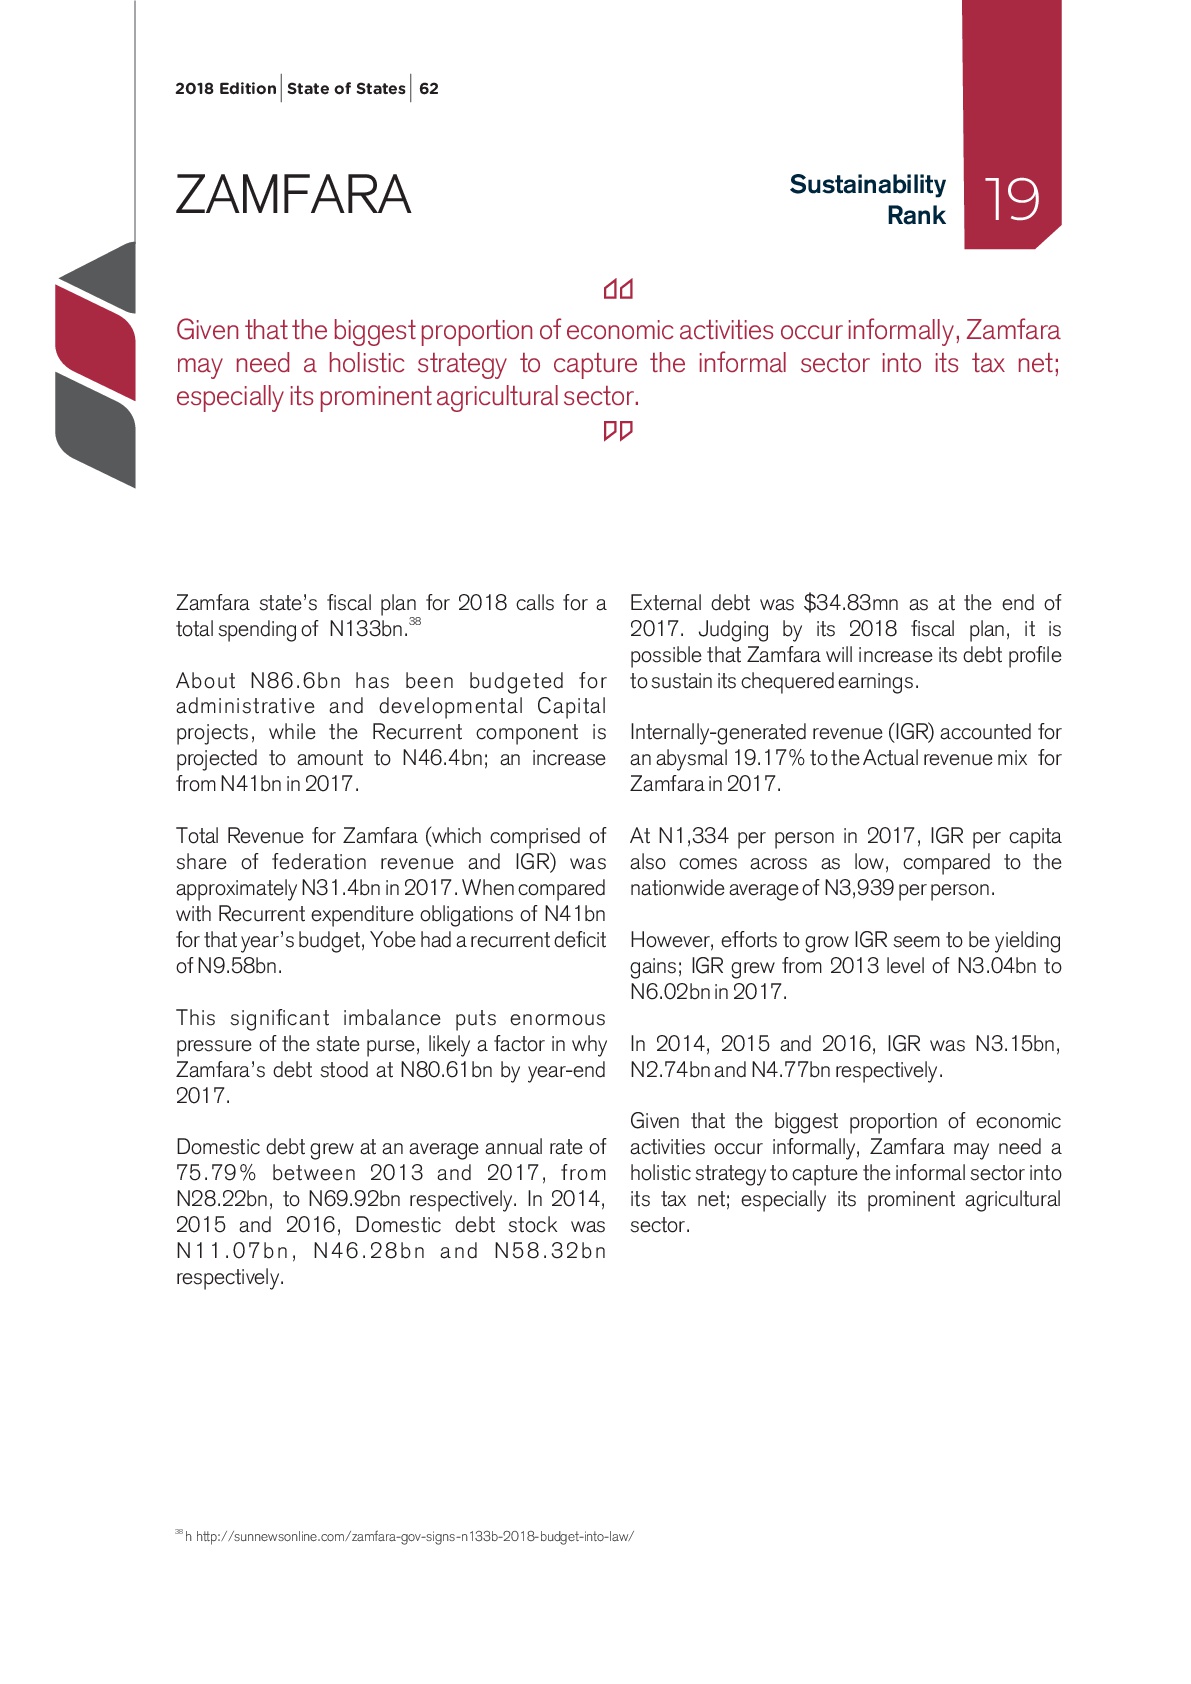 2018 Edition State of States 62
ZAMFARA
Sustainability
Rank
19
Given that the biggest proportion of economic activities occur informally, Zamfara
may need a holistic strategy to capture the informal sector into its tax net;
especially its prominent agricultural sector.
Zamfara state’s fiscal plan for 2018 calls for a
total spending of N133bn.38
About N86.6bn has been budgeted for
administrative and developmental Capital
projects, while the Recurrent component is
projected to amount to N46.4bn; an increase
from N41bn in 2017.
Total Revenue for Zamfara (which comprised of
share of federation revenue and IGR) was
approximately N31.4bn in 2017. When compared
with Recurrent expenditure obligations of N41bn
for that year’s budget, Yobe had a recurrent deficit
of N9.58bn.
This significant imbalance puts enormous
pressure of the state purse, likely a factor in why
Zamfara’s debt stood at N80.61bn by year-end
2017.
Domestic debt grew at an average annual rate of
75.79% between 2013 and 2017, from
N28.22bn, to N69.92bn respectively. In 2014,
2015 and 2016, Domestic debt stock was
N11.07bn, N46.28bn and N58.32bn
respectively.
External debt was $34.83mn as at the end of
2017. Judging by its 2018 fiscal plan, it is
possible that Zamfara will increase its debt profile
to sustain its chequered earnings.
Internally-generated revenue (IGR) accounted for
an abysmal 19.17% to the Actual revenue mix for
Zamfara in 2017.
At N1,334 per person in 2017, IGR per capita
also comes across as low, compared to the
nationwide average of N3,939 per person.
However, efforts to grow IGR seem to be yielding
gains; IGR grew from 2013 level of N3.04bn to
N6.02bn in 2017.
In 2014, 2015 and 2016, IGR was N3.15bn,
N2.74bn and N4.77bn respectively.
Given that the biggest proportion of economic
activities occur informally, Zamfara may need a
holistic strategy to capture the informal sector into
its tax net; especially its prominent agricultural
sector.
38 h http://sunnewsonline.com/zamfara-gov-signs-n133b-2018-budget-into-law/